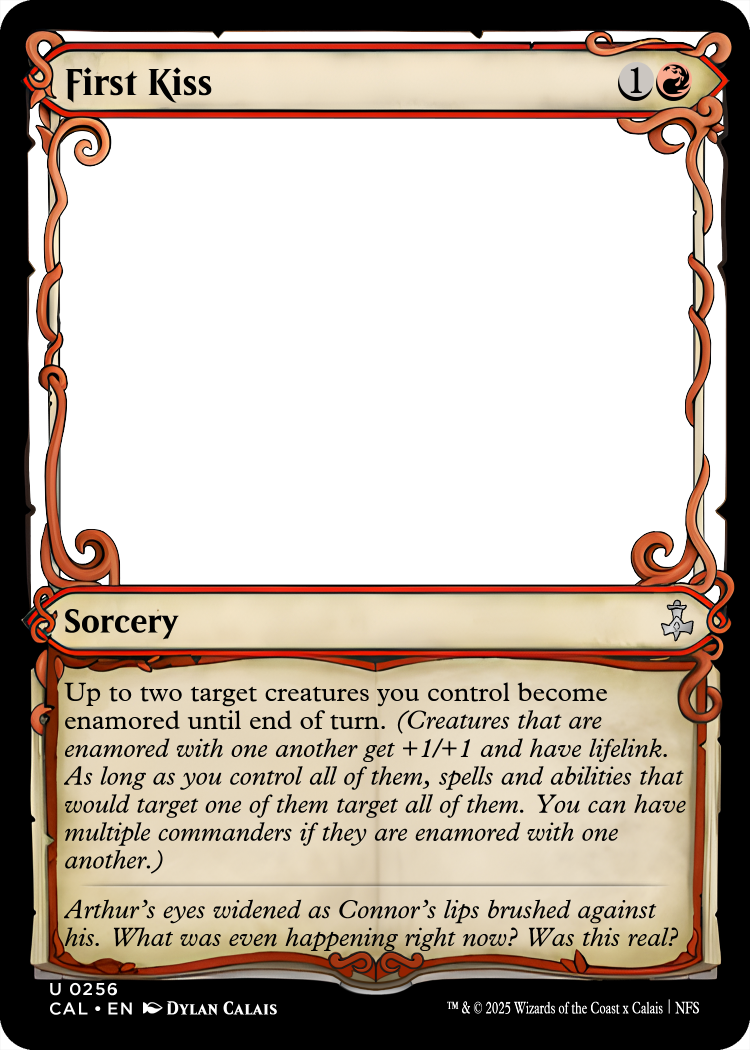 First Kiss 1
Sorcery
Up to two target creatures you control become
enamored until end of turn. (Creatures that are
enamored with one another get +1/+1 and have lifelink.
As long as you control all of them, spells and abilities that
would target one of them target all of them. You can have
multiple commanders if they are enamored with one
another.)
Arthur's eyes widened as Connor's lips brushed against
his. What was even happening right now? Was this real?
U 0256
CAL • EN Dylan Calais
™ & © 2025 Wizards of the Coast x Calais | NFS